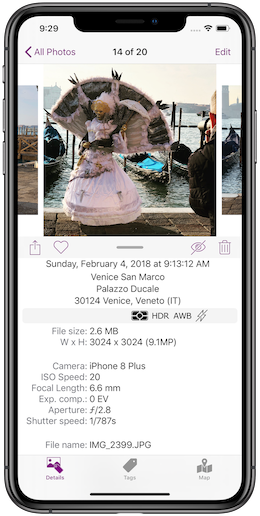 9:29
All Photos
14 of 20
Edit
Sunday, February 4, 2018 at 9:13:12 AM
Venice San Marco
Palazzo Ducale
30124 Venice, Veneto (IT)
HDR AWB
File size: 2.6 MB
W x H: 3024 x 3024 (9.1MP)
Camera: iPhone 8 Plus
ISO Speed: 20
Focal Length: 6.6 mm
Exp. comp.: 0 EV
Aperture: ƒ/2.8
Shutter speed: 1/787s
File name: IMG_2399.JPG
Details
Tags
Map